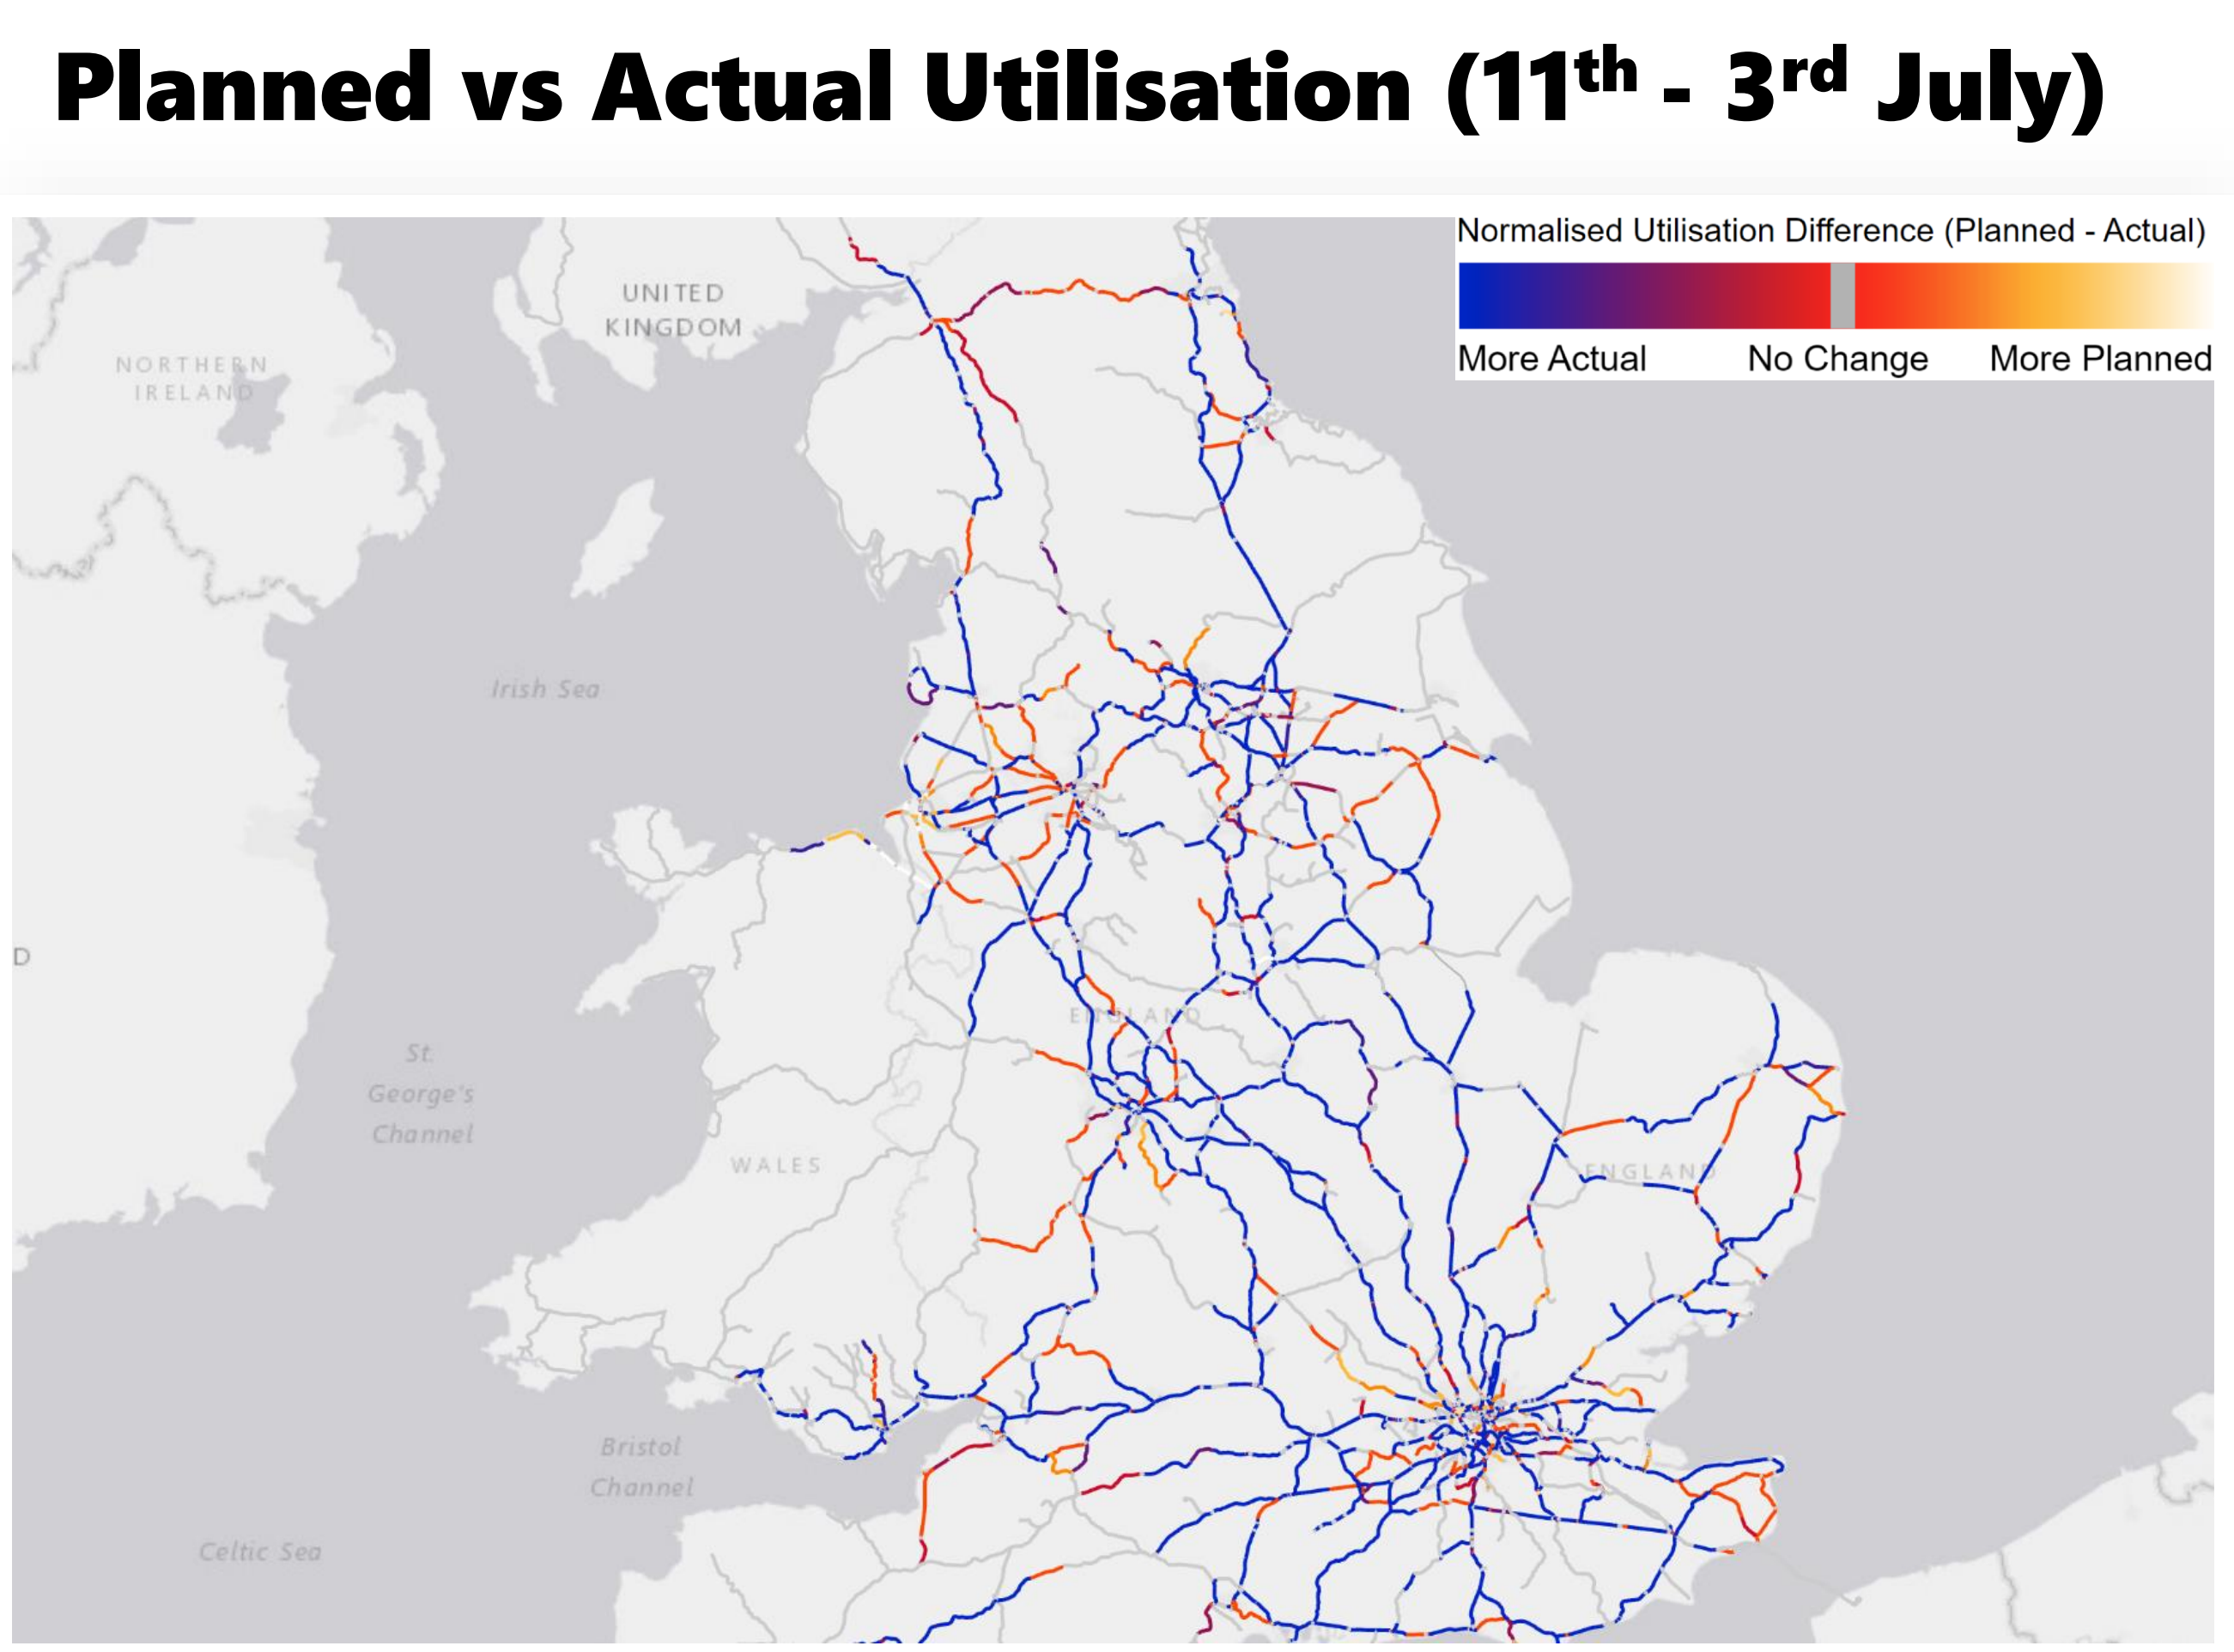 Planned vs Actual Utilisation (11th - 3rd July)
Normalised Utilisation Difference (Planned - Actual)
More Actual No Change More Planned
UNITED
KINGDOM
NORTHERN
IRELAND
Irish Sea
D
ENGLAND
St.
George's
Channel
WALES
ENGLAND
Bristol
Channel
Celtic Sea